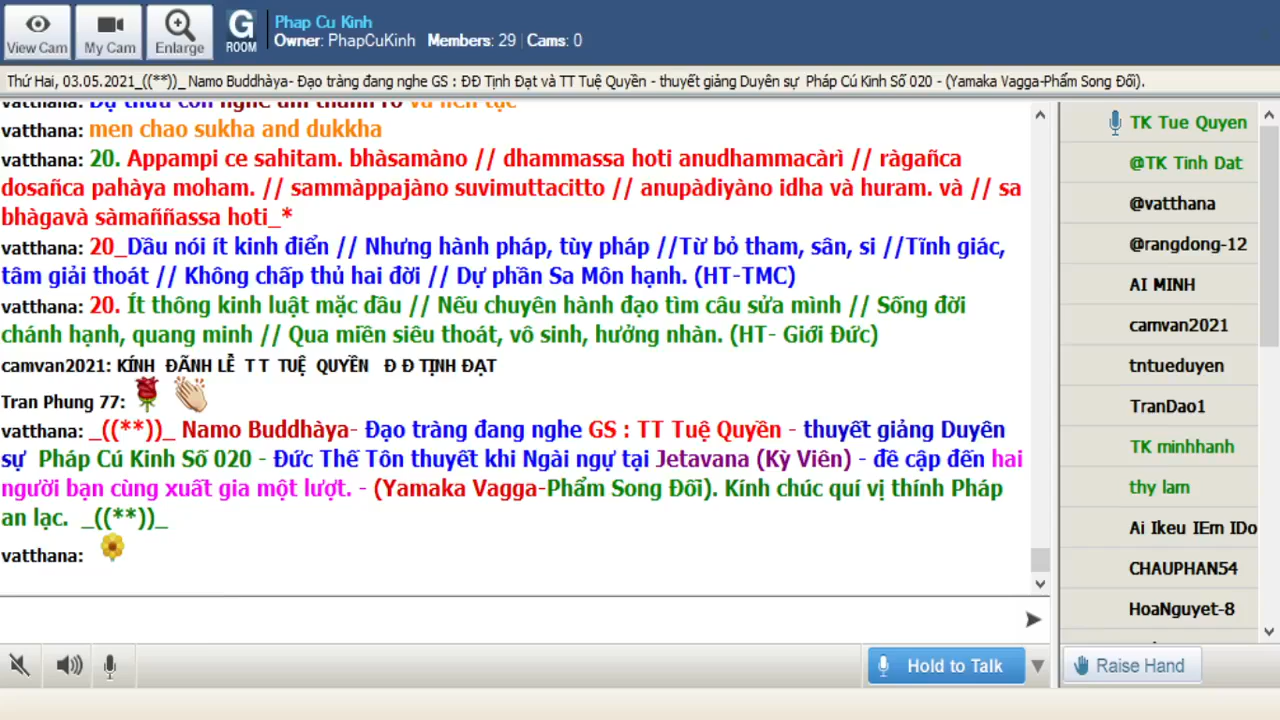 View Cam
My Cam
Enlarge
G
ROOM
Phap Cu Kinh
Owner: PhapCuKinh Members: 29 Cams: 0
Thứ Hai, 03.05.2021_((**))_ Namo Buddhàya- Đạo tràng đang nghe GS : ĐĐ Tịnh Đạt và TT Tuệ Quyền - thuyết giảng Duyên sự Pháp Cú Kinh Số 020 - (Yamaka Vagga-Phẩm Song Đối).
vatthana: men chao sukha and dukkha
vatthana: 20. Appampi ce sahitam. bhàsamàno // dhammassa hoti anudhammacàrì // ràgañca
dosañca pahàya moham. // sammàppajàno suvimuttacitto // anupàdiyàno idha và huram. và // sa
bhàgavà sàmaññassa hoti_*
vatthana: 20_Dầu nói ít kinh điển // Nhưng hành pháp, tùy pháp //Từ bỏ tham, sân, si //Tĩnh giác,
tâm giải thoát // Không chấp thủ hai đời // Dự phần Sa Môn hạnh. (HT-TMC)
vatthana: 20. Ít thông kinh luật mặc dầu // Nếu chuyên hành đạo tìm câu sửa mình // Sống đời
chánh hạnh, quang minh // Qua miền siêu thoát, vô sinh, hưởng nhàn. (HT- Giới Đức)
camvan2021: KÍNH ĐÃNH LỄ T T TUỆ QUYỀN Đ Đ TỊNH ĐẠT
Tran Phung 77:
vatthana: _((**))_ Namo Buddhàya- Đạo tràng đang nghe GS : TT Tuệ Quyền - thuyết giảng Duyên
sự Pháp Cú Kinh Số 020 - Đức Thế Tôn thuyết khi Ngài ngự tại Jetavana (Kỳ Viên) - đề cập đến hai
người bạn cùng xuất gia một lượt. - (Yamaka Vagga-Phẩm Song Đối). Kính chúc quí vị thính Pháp
an lạc. _((**))_
vatthana:
TK Tue Quyen
@TK Tinh Dat
@vatthana
@rangdong-12
AI MINH
camvan2021
tntueduyen
TranDao1
TK minhhanh
thy lam
Ai Ikeu IEm IDo
CHAUPHAN54
HoaNguyet-8
Hold to Talk
Raise Hand